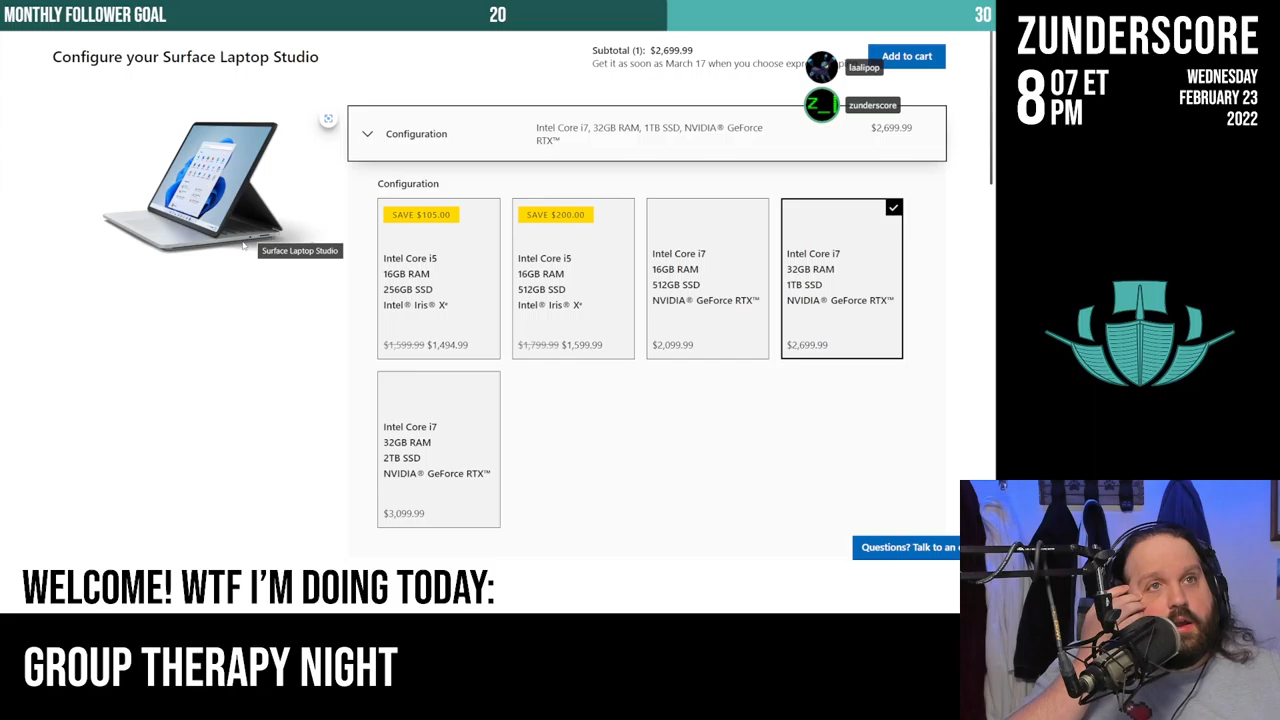 MONTHLY FOLLOWER GOAL
20
30
ZUNDERSCORE
8 07 ET PM
WEDNESDAY
FEBRUARY 23
2022
Configure your Surface Laptop Studio
Subtotal (1): $2,699.99
Get it as soon as March 17 when you choose
Add to cart
laalipop
zunderscore
Configuration
Intel Core i7, 32GB RAM, 1TB SSD, NVIDIA® GeForce
RTX™
$2,699.99
Surface Laptop Studio
Configuration
SAVE $105.00
Intel Core i5
16GB RAM
256GB SSD
Intel® Iris® Xᵉ
$1,599.99 $1,494.99
SAVE $200.00
Intel Core i5
16GB RAM
512GB SSD
Intel® Iris® Xᵉ
$1,799.99 $1,599.99
Intel Core i7
16GB RAM
512GB SSD
NVIDIA® GeForce RTX™
$2,099.99
Intel Core i7
32GB RAM
1TB SSD
NVIDIA® GeForce RTX™
$2,699.99
Intel Core i7
32GB RAM
2TB SSD
NVIDIA® GeForce RTX™
$3,099.99
Questions? Talk to an
WELCOME! WTF I'M DOING TODAY:
GROUP THERAPY NIGHT